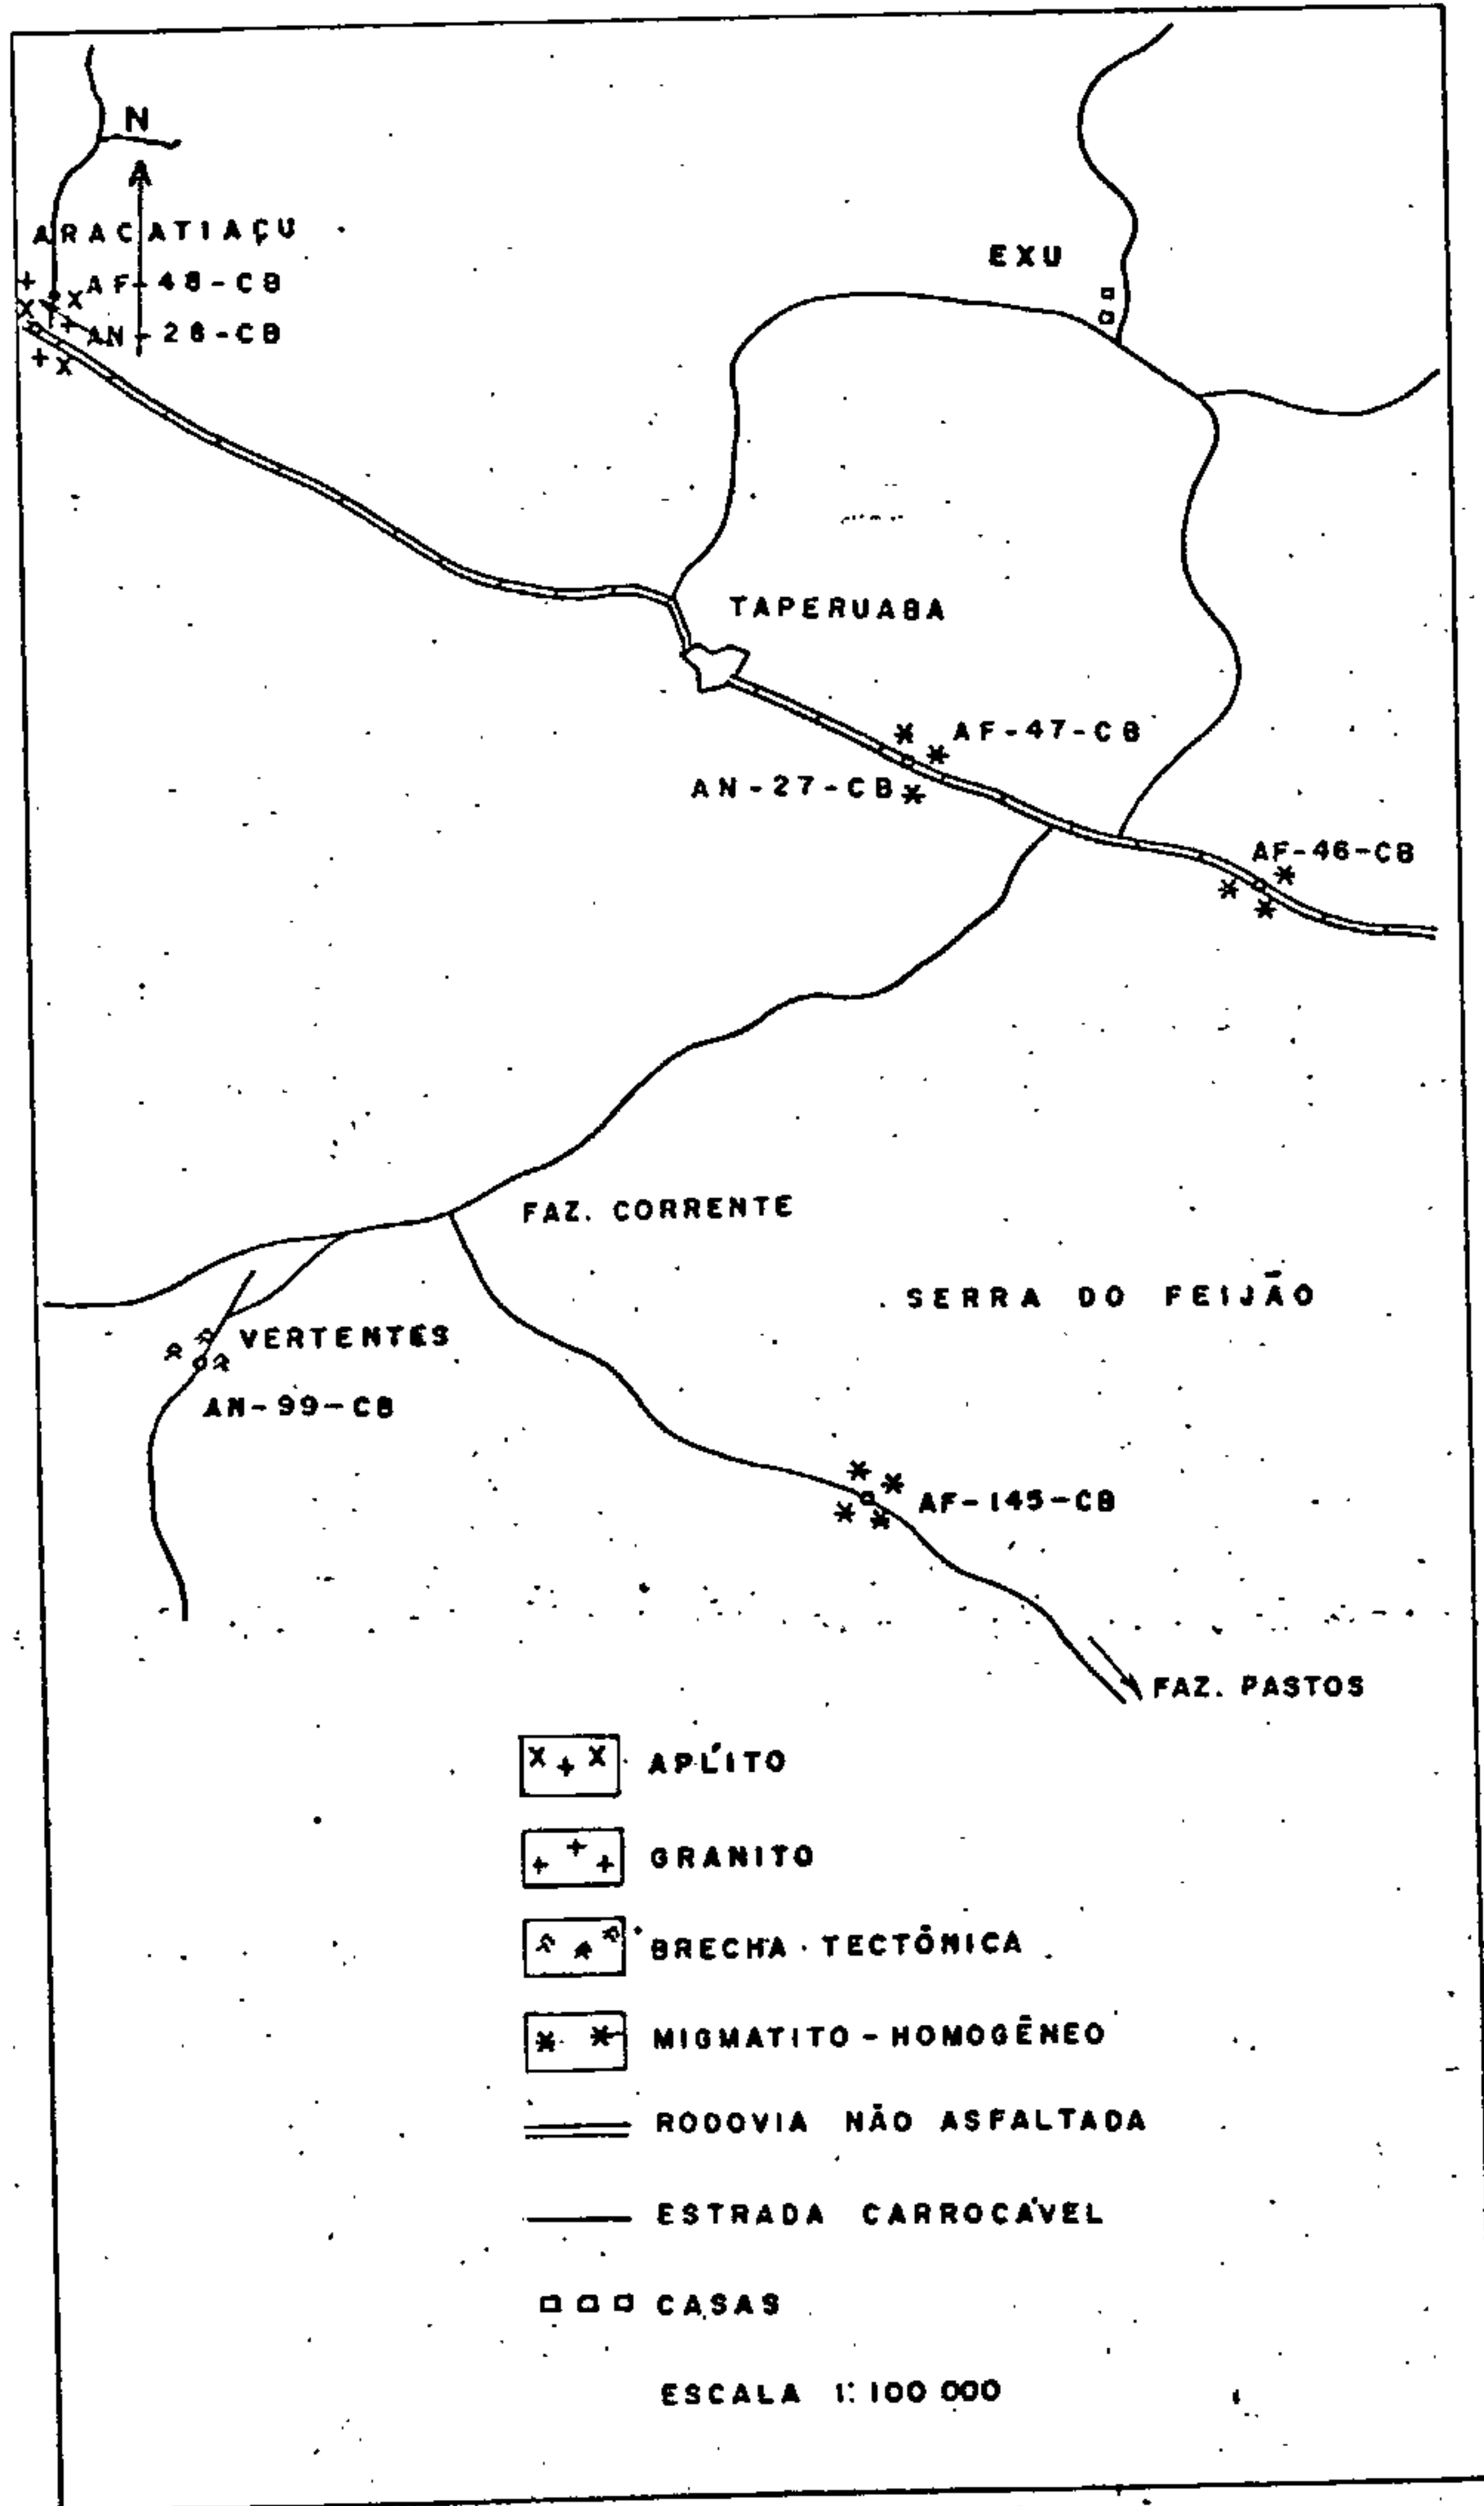 N
ARACATIAÇU
AF-48-CB
AN-28-CB
EXU
TAPERUABA
AF-47-CB
AN-27-CB
AF-46-CB
FAZ. CORRENTE
SERRA DO FEIJÃO
VERTENTES
AN-99-CB
AF-145-CB
FAZ. PASTOS
APLÍTO
GRANITO
BRECHA TECTÔNICA
MIGMATITO - HOMOGÊNEO
RODOVIA NÃO ASFALTADA
ESTRADA CARROCÁVEL
CASAS
ESCALA 1:100 000